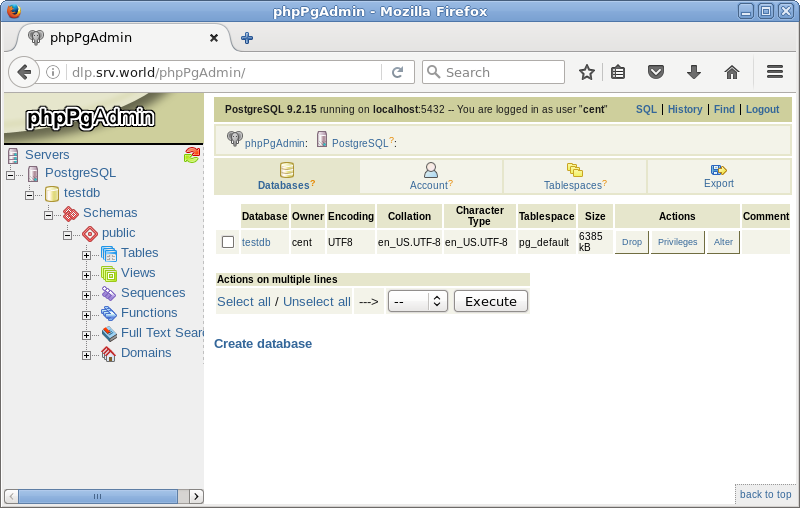 phpPgAdmin - Mozilla Firefox
phpPgAdmin
dlp.srv.world/phpPgAdmin/
Search
phpPgAdmin
Servers
PostgreSQL
testdb
Schemas
public
Tables
Views
Sequences
Functions
Full Text Sear
Domains
PostgreSQL 9.2.15 running on localhost:5432 -- You are logged in as user "cent"
SQL | History | Find | Logout
phpPgAdmin: PostgreSQL?:
Databases?
Account?
Tablespaces?
Export
Database Owner Encoding Collation Character Type Tablespace Size Actions Comment
testdb cent UTF8 en_US.UTF-8 en_US.UTF-8 pg_default 6385 kB Drop Privileges Alter
Actions on multiple lines
Select all / Unselect all ---> -- Execute
Create database
back to top